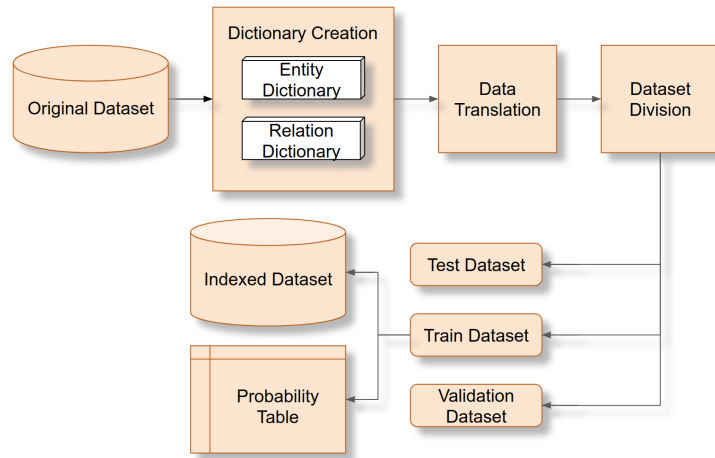 Original Dataset
Dictionary Creation
Entity
Dictionary
Relation
Dictionary
Data
Translation
Dataset
Division
Test Dataset
Train Dataset
Validation
Dataset
Indexed Dataset
Probability
Table